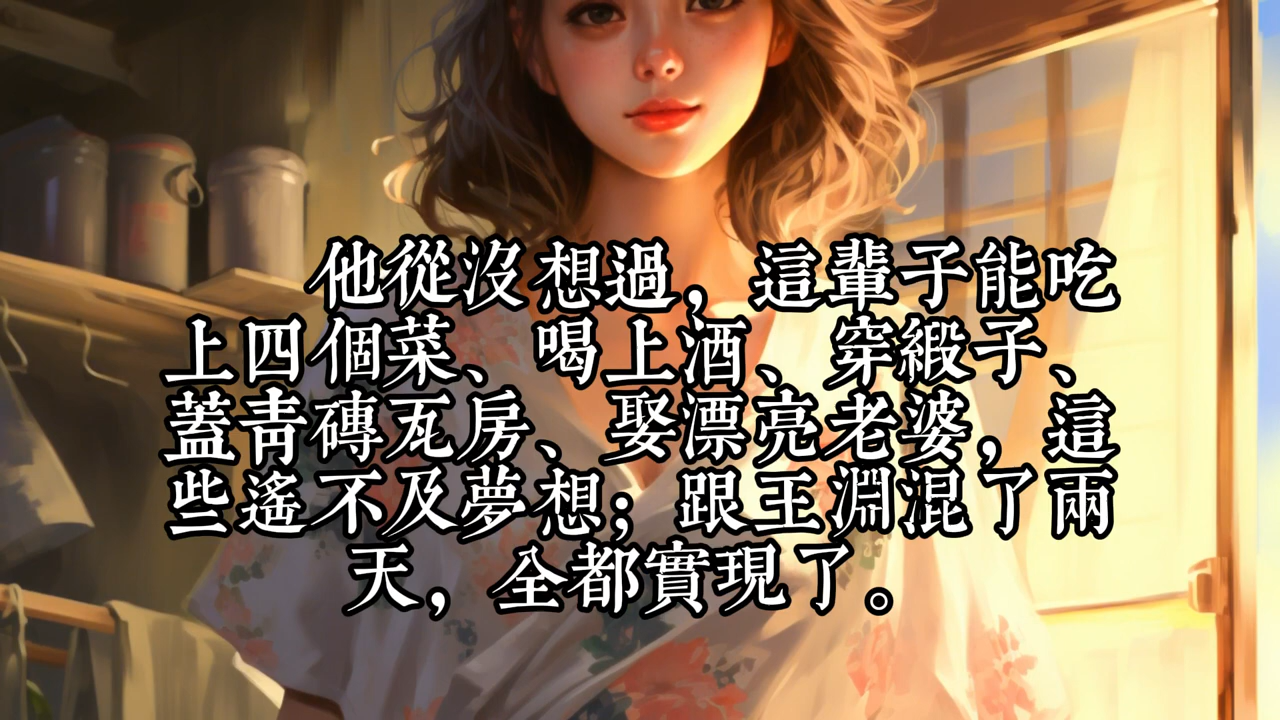 他從沒想過，這輩子能吃
上四個菜、喝上酒、穿緞子、
蓋青磚瓦房、娶漂亮老婆，這
些遙不及夢想；跟王淵混了兩
天，全都實現了。